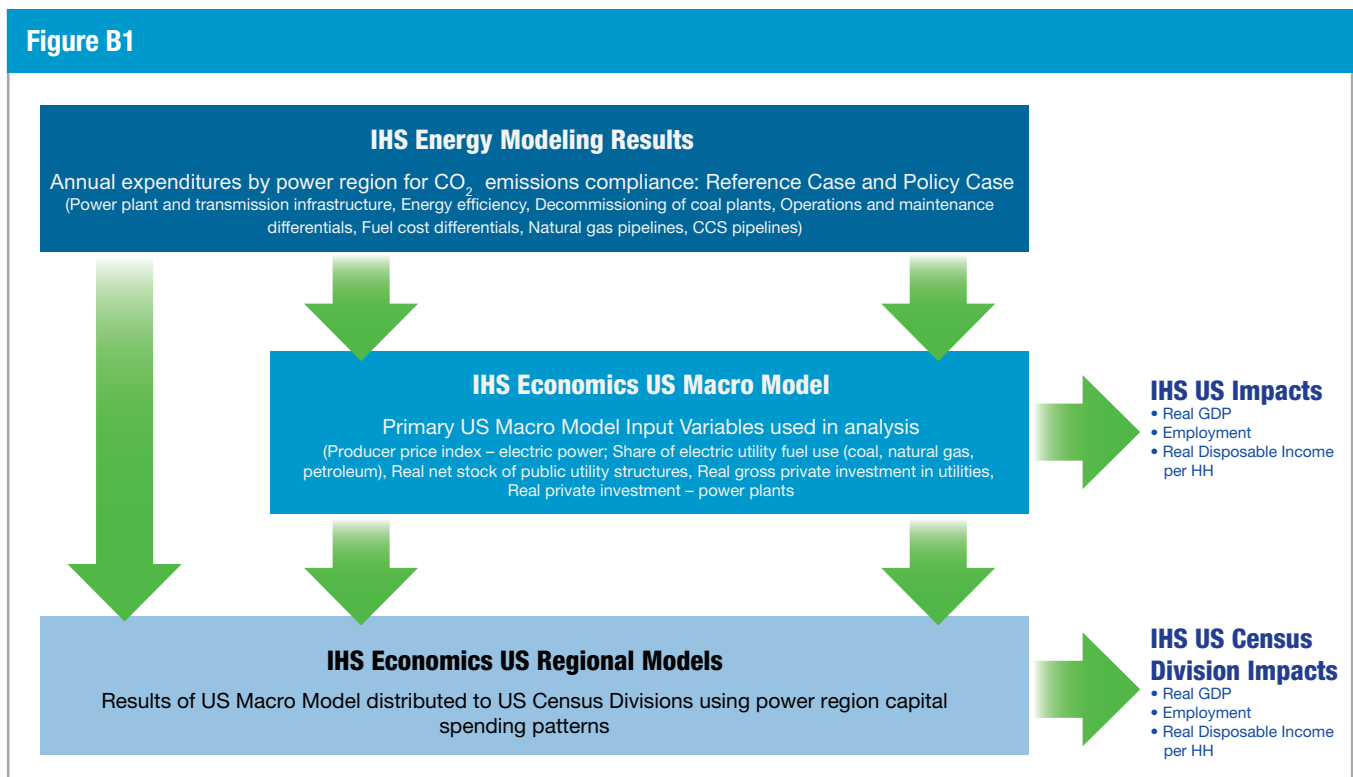 Figure B1
IHS Energy Modeling Results
Annual expenditures by power region for CO₂ emissions compliance: Reference Case and Policy Case
(Power plant and transmission infrastructure, Energy efficiency, Decommissioning of coal plants, Operations and maintenance
differentials, Fuel cost differentials, Natural gas pipelines, CCS pipelines)
IHS Economics US Macro Model
Primary US Macro Model Input Variables used in analysis
(Producer price index – electric power; Share of electric utility fuel use (coal, natural gas,
petroleum), Real net stock of public utility structures, Real gross private investment in utilities,
Real private investment – power plants
IHS US Impacts
• Real GDP
• Employment
• Real Disposable Income
per HH
IHS Economics US Regional Models
Results of US Macro Model distributed to US Census Divisions using power region capital
spending patterns
IHS US Census
Division Impacts
• Real GDP
• Employment
• Real Disposable Income
per HH